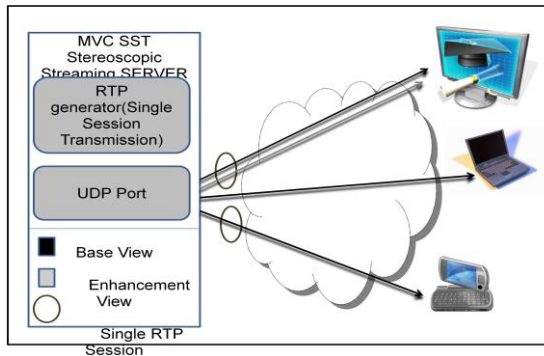 MVC SST
Stereoscopic
Streaming SERVER
RTP
generator(Single
Session
Transmission)
UDP Port
Base View
Enhancement
View
Single RTP
Session